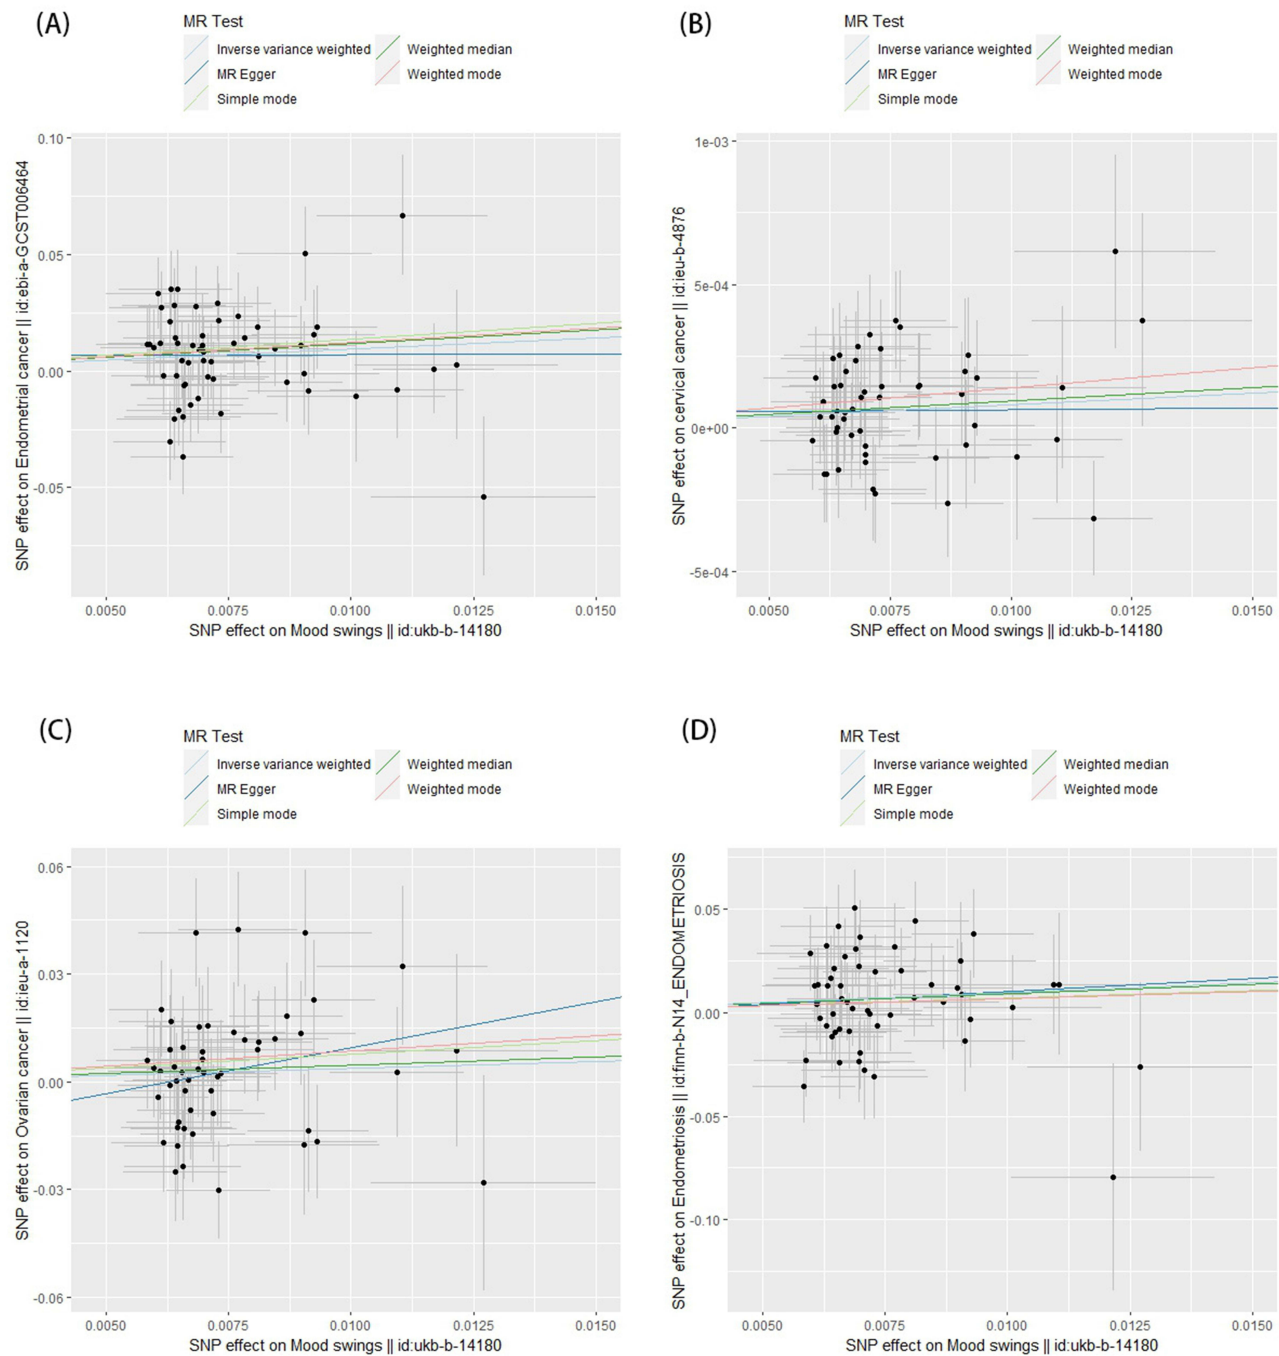 (A)
MR Test
Inverse variance weighted
Weighted median
MR Egger
Weighted mode
Simple mode
SNP effect on Endometrial cancer || id:ebi-a-GCST006464
0.10
0.05
0.00
-0.05
0.0050
0.0075
0.0100
0.0125
0.0150
SNP effect on Mood swings || id:ukb-b-14180
(B)
MR Test
Inverse variance weighted
Weighted median
MR Egger
Weighted mode
Simple mode
SNP effect on cervical cancer || id:ieu-b-4876
1e-03
5e-04
0e+00
-5e-04
0.0050
0.0075
0.0100
0.0125
0.0150
SNP effect on Mood swings || id:ukb-b-14180
(C)
MR Test
Inverse variance weighted
Weighted median
MR Egger
Weighted mode
Simple mode
SNP effect on Ovarian cancer || id:ieu-a-1120
0.06
0.03
0.00
-0.03
-0.06
0.0050
0.0075
0.0100
0.0125
0.0150
SNP effect on Mood swings || id:ukb-b-14180
(D)
MR Test
Inverse variance weighted
Weighted median
MR Egger
Weighted mode
Simple mode
SNP effect on Endometriosis || id:finn-b-N14_ENDOMETRIOSIS
0.05
0.00
-0.05
-0.10
0.0050
0.0075
0.0100
0.0125
0.0150
SNP effect on Mood swings || id:ukb-b-14180